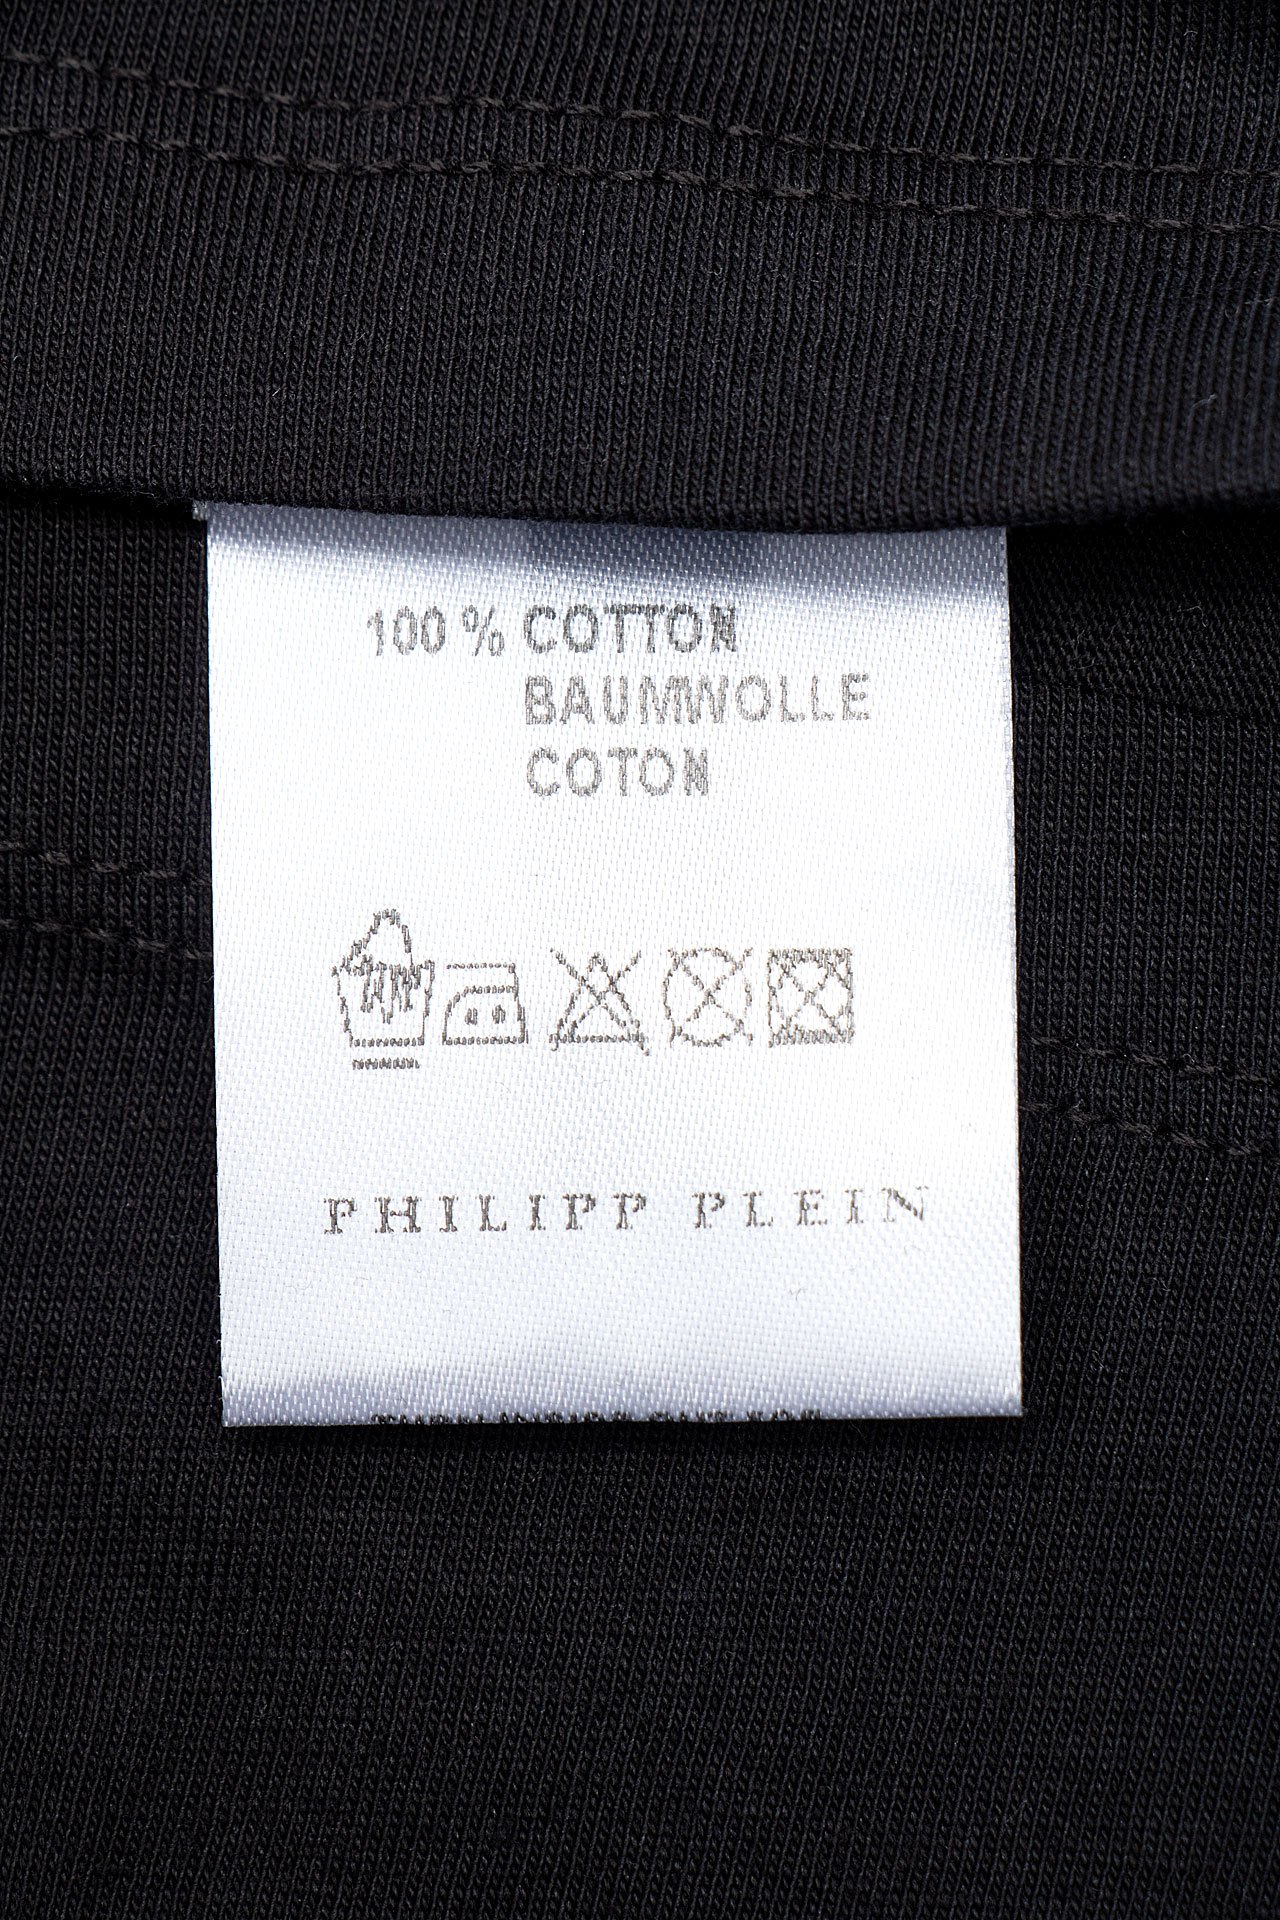 100 % COTTON
BAUMWOLLE
COTON
PHILIPP PLEIN